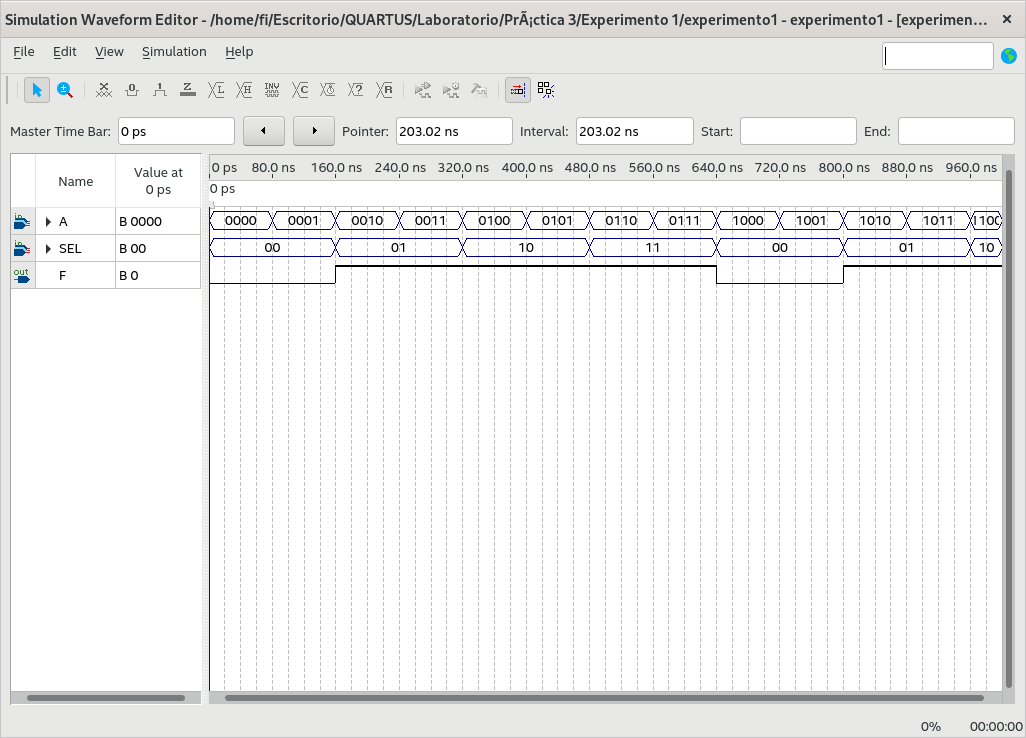 Simulation Waveform Editor - /home/fi/Escritorio/QUARTUS/Laboratorio/PrÃ¡ctica 3/Experimento 1/experimento1 - experimento1 - [experimen... ×
File Edit View Simulation Help
Master Time Bar: 0 ps Pointer: 203.02 ns Interval: 203.02 ns Start: End:
Name Value at 0 ps
0 ps 80.0 ns 160.0 ns 240.0 ns 320.0 ns 400.0 ns 480.0 ns 560.0 ns 640.0 ns 720.0 ns 800.0 ns 880.0 ns 960.0 ns
0 ps
in A B 0000 0000 0001 0010 0011 0100 0101 0110 0111 1000 1001 1010 1011 1100
in SEL B 00 00 01 10 11 00 01 10
out F B 0
0% 00:00:00